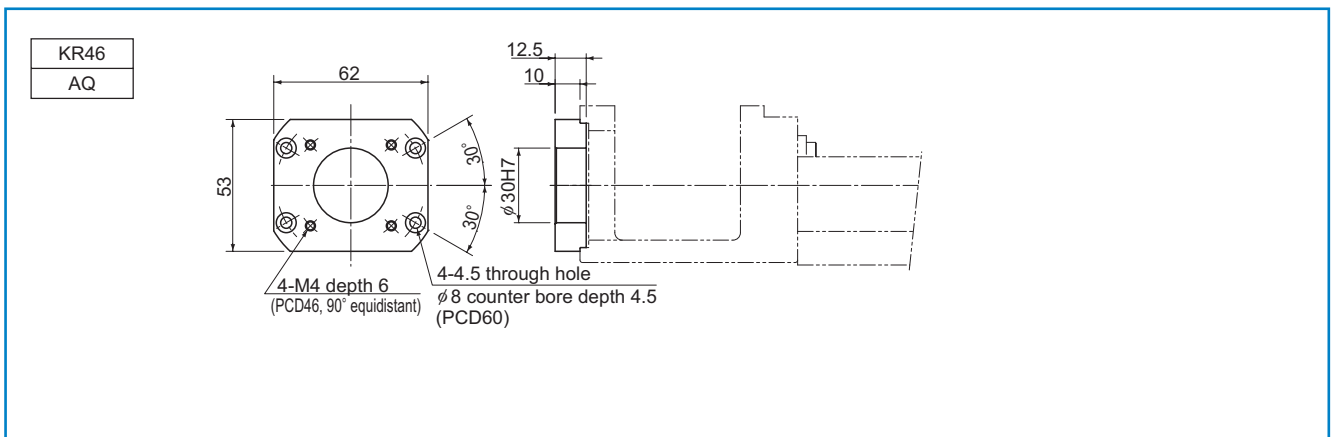 KR46
AQ
62
53
30°
30°
4-M4 depth 6
(PCD46, 90° equidistant)
4-4.5 through hole
ϕ8 counter bore depth 4.5
(PCD60)
12.5
10
ϕ30H7